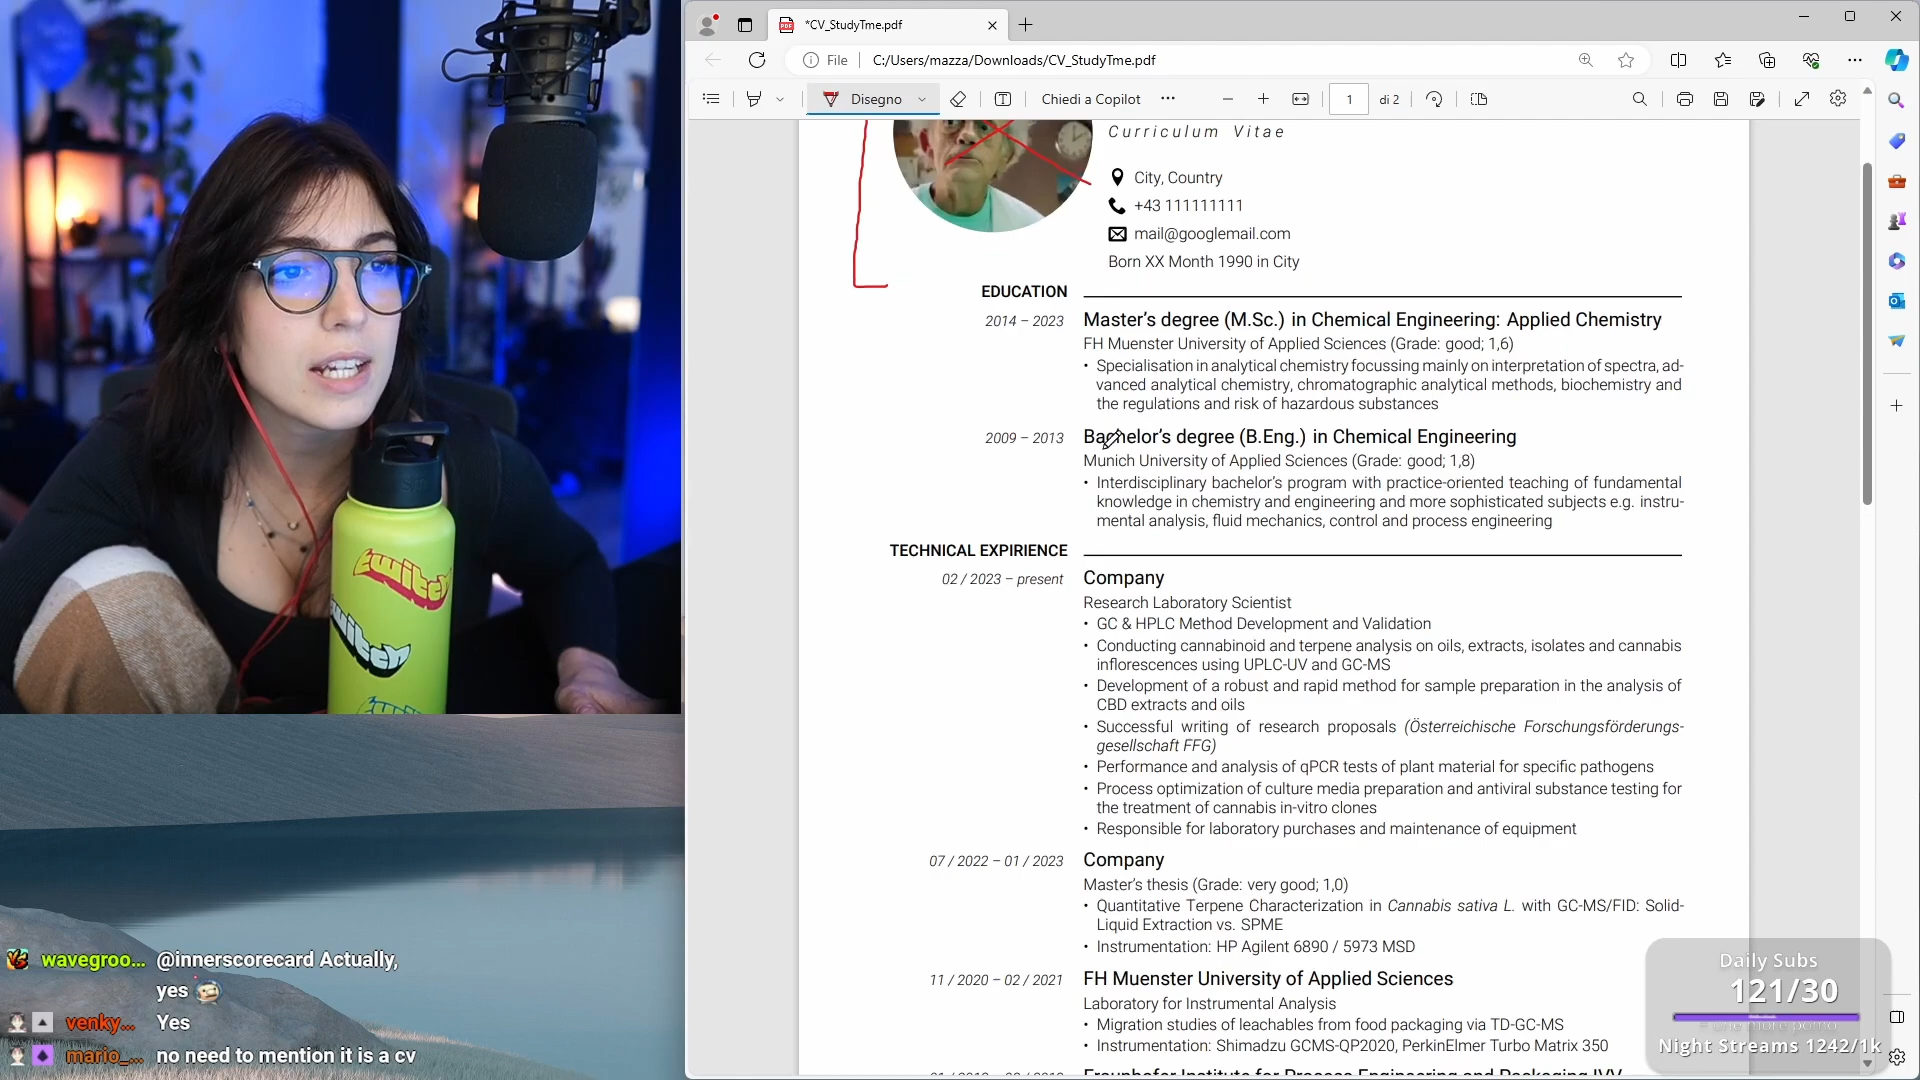 *CV_StudyTme.pdf
File
C:/Users/mazza/Downloads/CV_StudyTme.pdf
Disegno
Chiedi a Copilot
1
di 2
Curriculum Vitae
City, Country
+43 111111111
mail@googlemail.com
Born XX Month 1990 in City
EDUCATION
2014 – 2023
Master's degree (M.Sc.) in Chemical Engineering: Applied Chemistry
FH Muenster University of Applied Sciences (Grade: good; 1,6)
• Specialisation in analytical chemistry focussing mainly on interpretation of spectra, ad-
vanced analytical chemistry, chromatographic analytical methods, biochemistry and
the regulations and risk of hazardous substances
2009 – 2013
Bachelor's degree (B.Eng.) in Chemical Engineering
Munich University of Applied Sciences (Grade: good; 1,8)
• Interdisciplinary bachelor's program with practice-oriented teaching of fundamental
knowledge in chemistry and engineering and more sophisticated subjects e.g. instru-
mental analysis, fluid mechanics, control and process engineering
TECHNICAL EXPIRIENCE
02 / 2023 – present
Company
Research Laboratory Scientist
• GC & HPLC Method Development and Validation
• Conducting cannabinoid and terpene analysis on oils, extracts, isolates and cannabis
inflorescences using UPLC-UV and GC-MS
• Development of a robust and rapid method for sample preparation in the analysis of
CBD extracts and oils
• Successful writing of research proposals (Österreichische Forschungsförderungs-
gesellschaft FFG)
• Performance and analysis of qPCR tests of plant material for specific pathogens
• Process optimization of culture media preparation and antiviral substance testing for
the treatment of cannabis in-vitro clones
• Responsible for laboratory purchases and maintenance of equipment
07 / 2022 – 01 / 2023
Company
Master's thesis (Grade: very good; 1,0)
• Quantitative Terpene Characterization in Cannabis sativa L. with GC-MS/FID: Solid-
Liquid Extraction vs. SPME
• Instrumentation: HP Agilent 6890 / 5973 MSD
11 / 2020 – 02 / 2021
FH Muenster University of Applied Sciences
Laboratory for Instrumental Analysis
• Migration studies of leachables from food packaging via TD-GC-MS
• Instrumentation: Shimadzu GCMS-QP2020, PerkinElmer Turbo Matrix 350
Fraunhofer Institute for Process Engineering and Packaging IVV
twitch
twitch
wavegroo... @innerscorecard Actually,
yes
venky... Yes
mario_... no need to mention it is a cv
Daily Subs
121/30
Night Streams 1242/1k